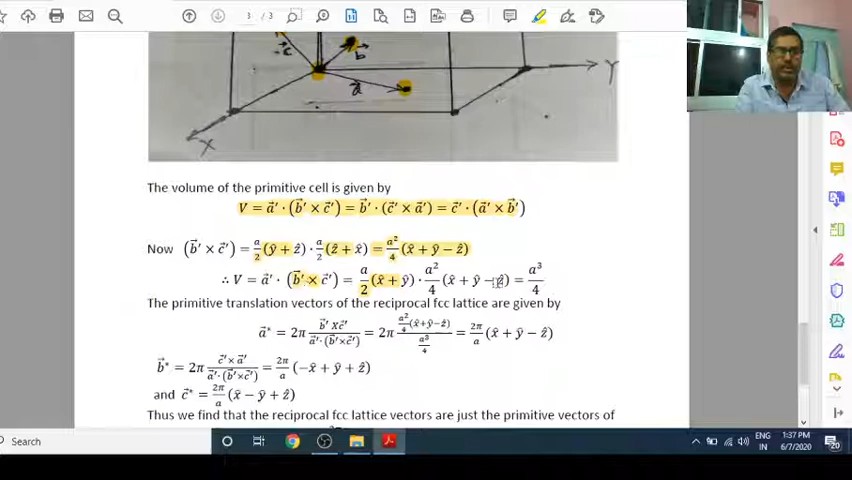 3 / 3
c⃗
b⃗
a⃗
Y
X
The volume of the primitive cell is given by
V = a⃗′ ∙ (b⃗′ × c⃗′) = b⃗′ ∙ (c⃗′ × a⃗′) = c⃗′ ∙ (a⃗′ × b⃗′)
Now (b⃗′ × c⃗′) = a/2 (ŷ + ẑ) ∙ a/2 (ẑ + x̂) = a²/4 (x̂ + ŷ − ẑ)
∴ V = a⃗′ ∙ (b⃗′ × c⃗′) = a/2 (x̂ + ŷ) ∙ a²/4 (x̂ + ŷ − ẑ) = a³/4
The primitive translation vectors of the reciprocal fcc lattice are given by
a⃗* = 2π b⃗′ X c⃗′ / a⃗′∙(b⃗′×c⃗′) = 2π a²/4 (x̂+ŷ−ẑ) / a³/4 = 2π/a (x̂ + ŷ − ẑ)
b⃗* = 2π c⃗′ × a⃗′ / a⃗′∙(b⃗′×c⃗′) = 2π/a (−x̂ + ŷ + ẑ)
and c⃗* = 2π/a (x̂ − ŷ + ẑ)
Thus we find that the reciprocal fcc lattice vectors are just the primitive vectors of
Search
ENG
IN
1:37 PM
6/7/2020
20